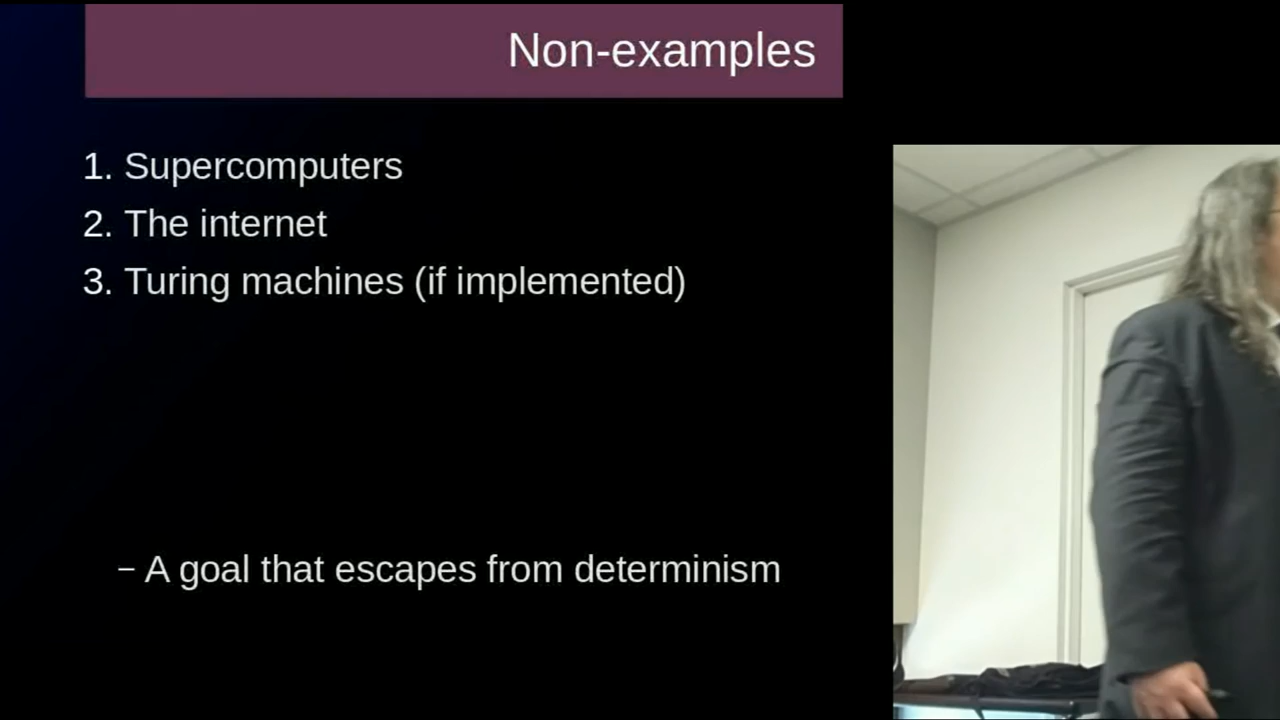 Non-examples
1. Supercomputers
2. The internet
3. Turing machines (if implemented)
– A goal that escapes from determinism